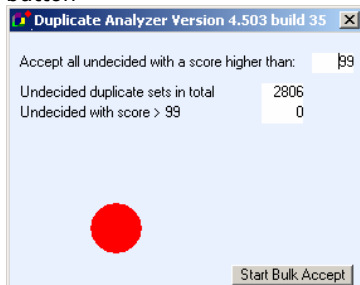 button
Duplicate Analyzer Version 4.503 build 35
Accept all undecided with a score higher than: 99
Undecided duplicate sets in total 2806
Undecided with score > 99 0
Start Bulk Accept